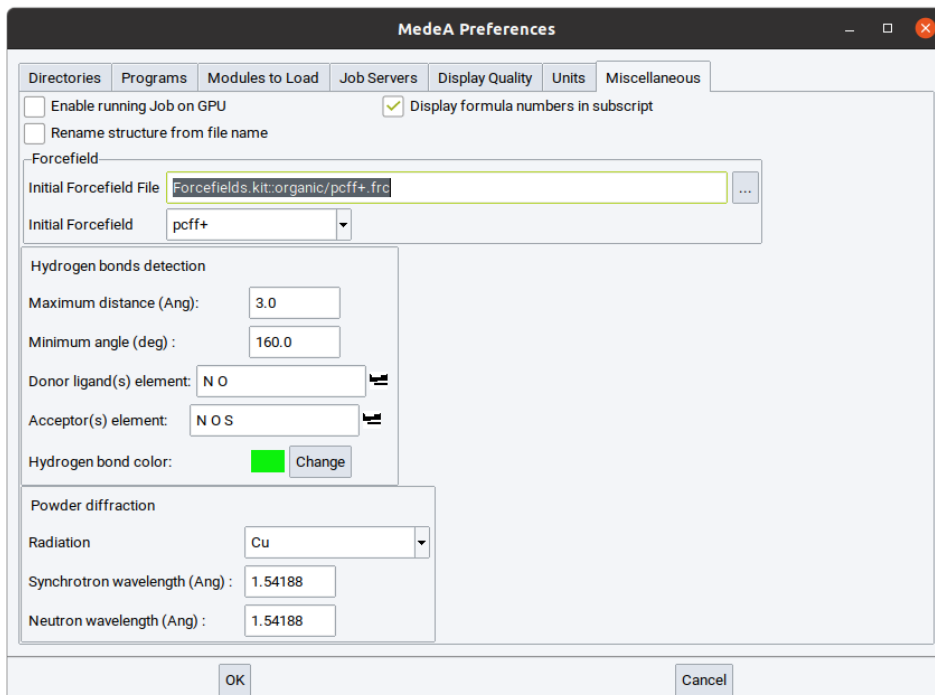 MedeA Preferences
Directories Programs Modules to Load Job Servers Display Quality Units Miscellaneous
Enable running Job on GPU Display formula numbers in subscript
Rename structure from file name
Forcefield
Initial Forcefield File Forcefields.kit::organic/pcff+.frc ...
Initial Forcefield pcff+
Hydrogen bonds detection
Maximum distance (Ang): 3.0
Minimum angle (deg) : 160.0
Donor ligand(s) element: N O
Acceptor(s) element: N O S
Hydrogen bond color: Change
Powder diffraction
Radiation Cu
Synchrotron wavelength (Ang) : 1.54188
Neutron wavelength (Ang) : 1.54188
OK Cancel